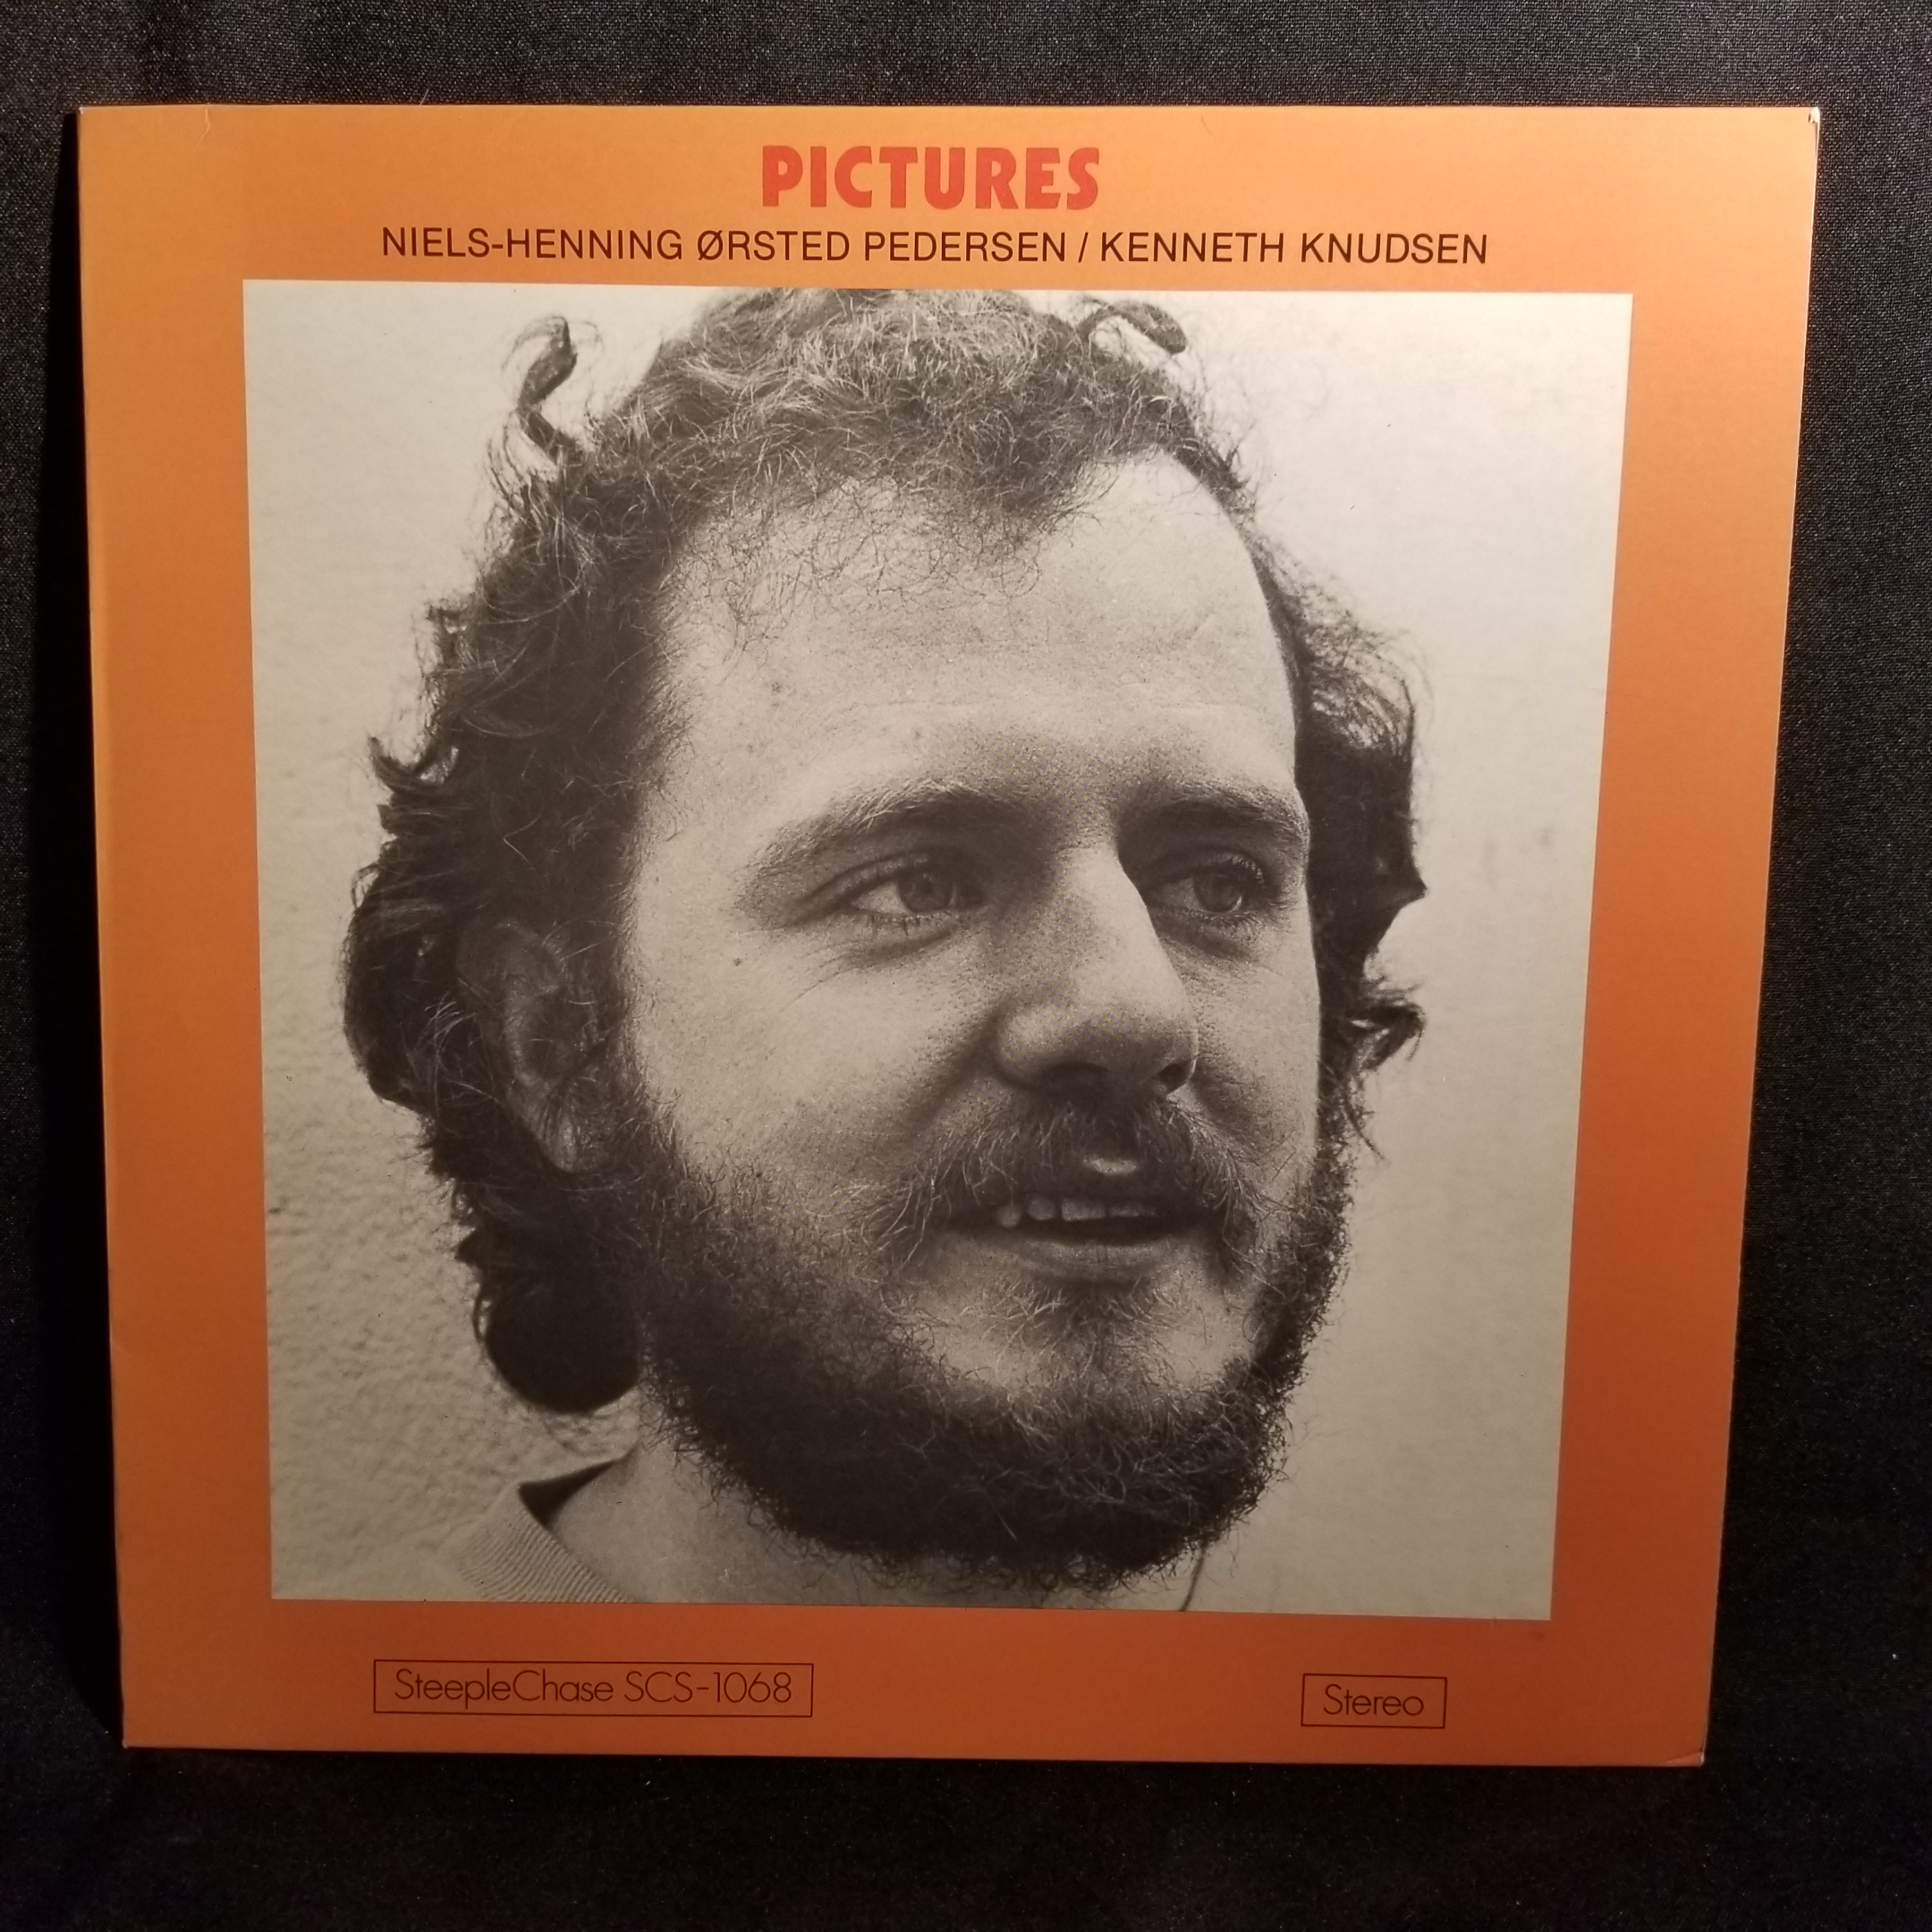 PICTURES
NIELS-HENNING ØRSTED PEDERSEN / KENNETH KNUDSEN
SteepleChase SCS-1068
Stereo